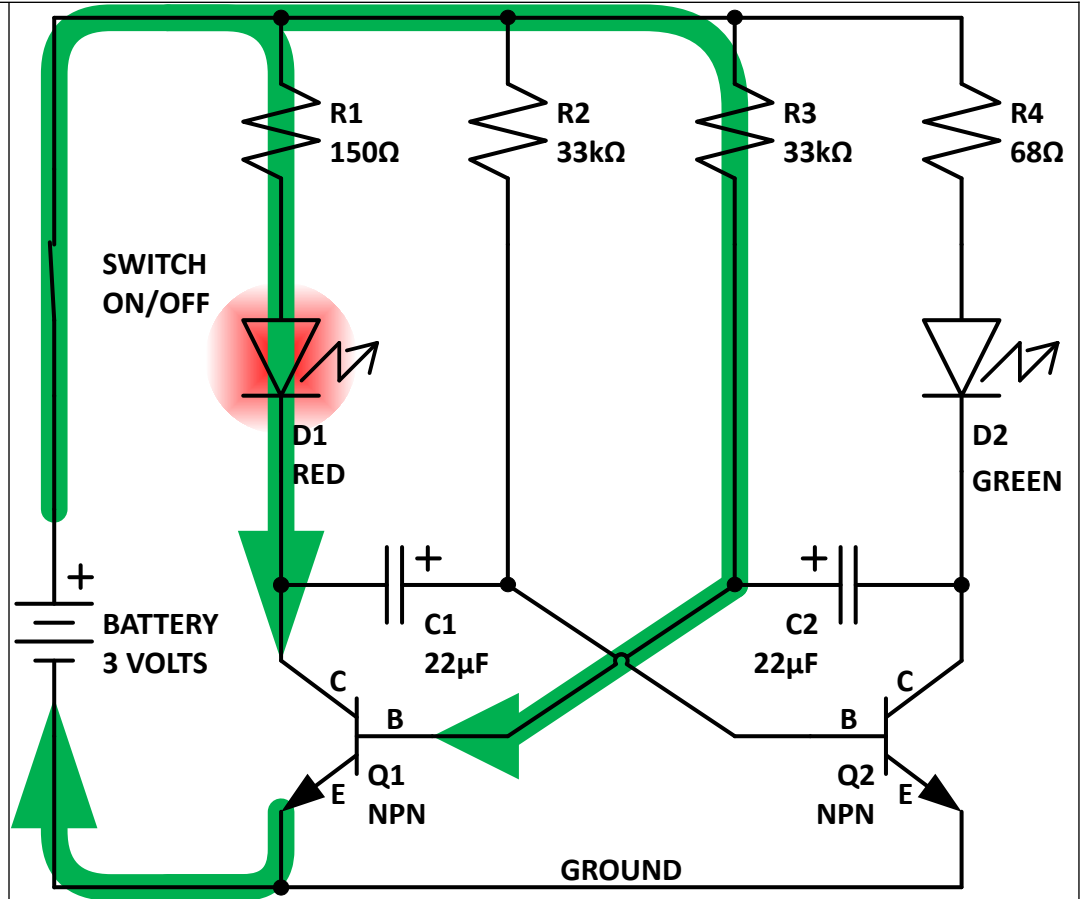 R1
150Ω
R2
33kΩ
R3
33kΩ
R4
68Ω
SWITCH
ON/OFF
D1
RED
D2
GREEN
+
BATTERY
3 VOLTS
+
C1
22µF
+
C2
22µF
C
B
E
Q1
NPN
C
B
E
Q2
NPN
GROUND